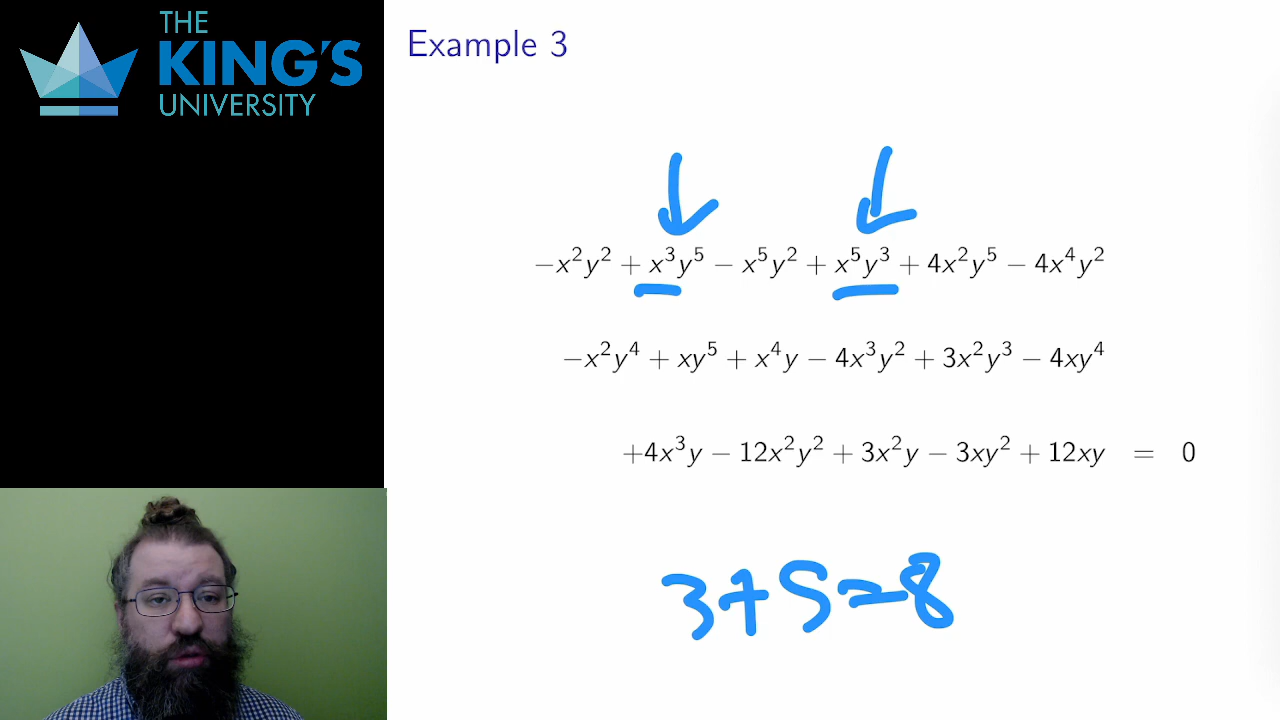 THE
KING'S
UNIVERSITY
Example 3
−x²y² + x³y⁵ − x⁵y² + x⁵y³ + 4x²y⁵ − 4x⁴y²
−x²y⁴ + xy⁵ + x⁴y − 4x³y² + 3x²y³ − 4xy⁴
+4x³y − 12x²y² + 3x²y − 3xy² + 12xy = 0
3+5=8